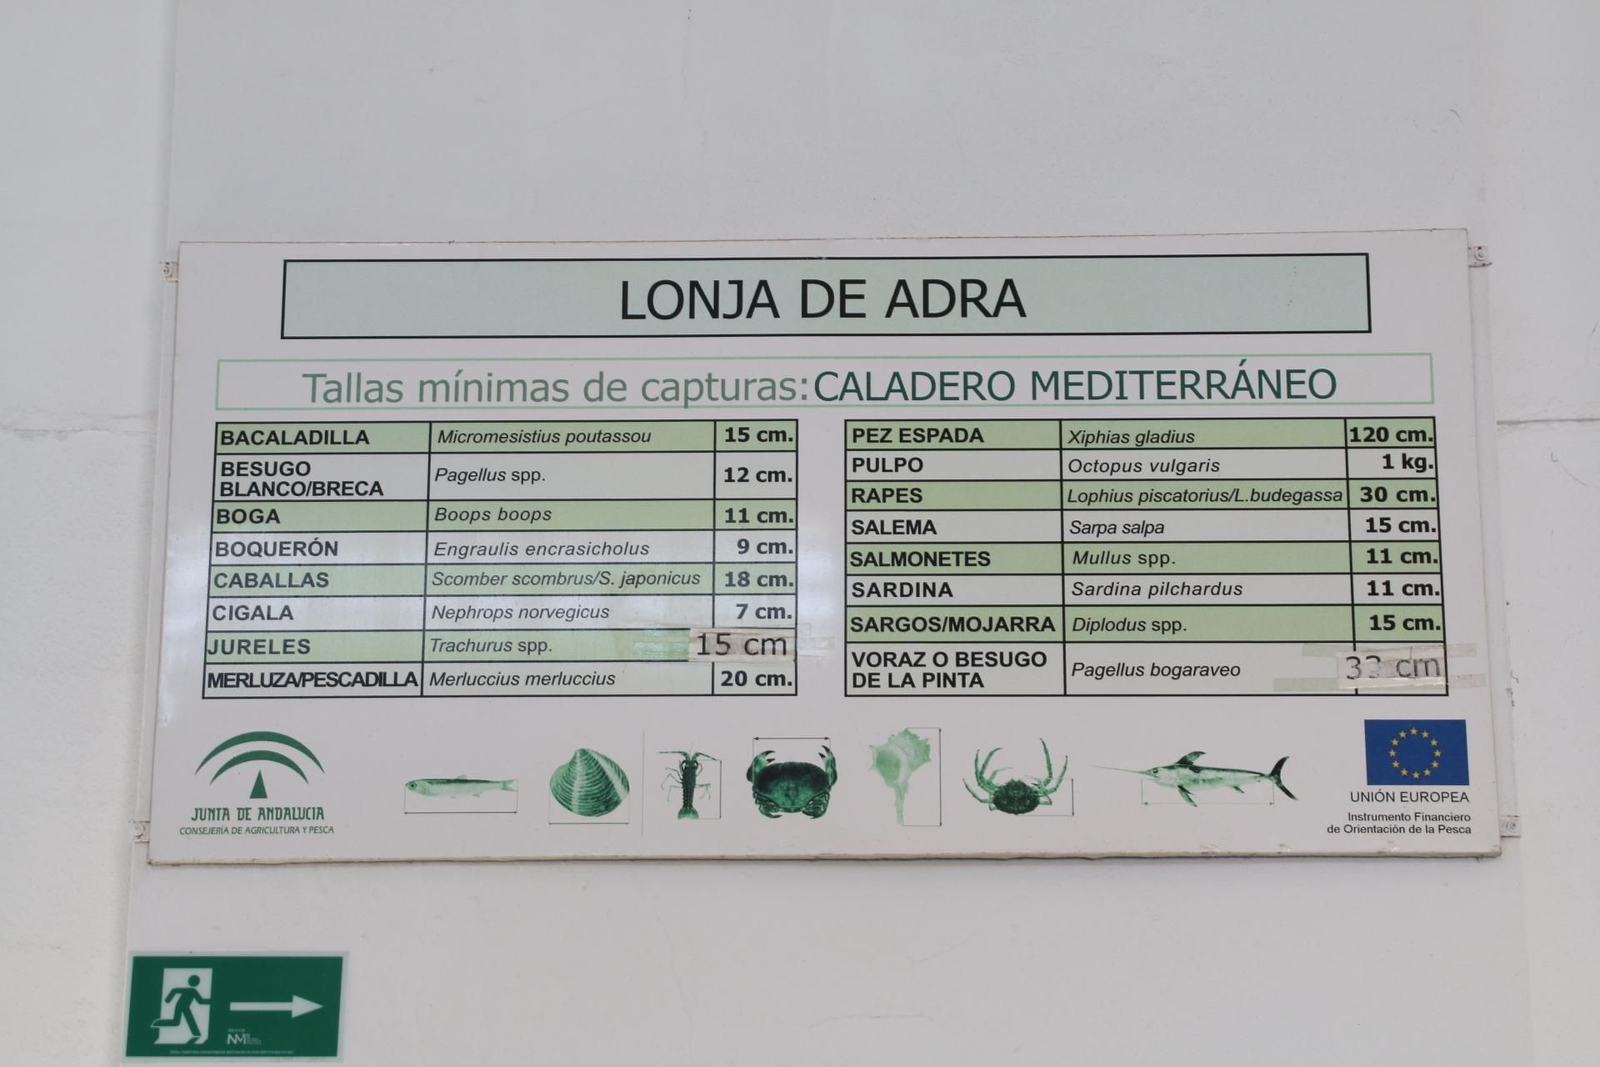 LONJA DE ADRA
Tallas mínimas de capturas: CALADERO MEDITERRÁNEO
BACALADILLA Micromesistius poutassou 15 cm.
BESUGO
BLANCO/BRECA Pagellus spp. 12 cm.
BOGA Boops boops 11 cm.
BOQUERÓN Engraulis encrasicholus 9 cm.
CABALLAS Scomber scombrus/S. japonicus 18 cm.
CIGALA Nephrops norvegicus 7 cm.
JURELES Trachurus spp. 15 cm
MERLUZA/PESCADILLA Merluccius merluccius 20 cm.
PEZ ESPADA Xiphias gladius 120 cm.
PULPO Octopus vulgaris 1 kg.
RAPES Lophius piscatorius/L.budegassa 30 cm.
SALEMA Sarpa salpa 15 cm.
SALMONETES Mullus spp. 11 cm.
SARDINA Sardina pilchardus 11 cm.
SARGOS/MOJARRA Diplodus spp. 15 cm.
VORAZ O BESUGO
DE LA PINTA Pagellus bogaraveo 33 cm
JUNTA DE ANDALUCIA
CONSEJERÍA DE AGRICULTURA Y PESCA
UNIÓN EUROPEA
Instrumento Financiero
de Orientación de la Pesca